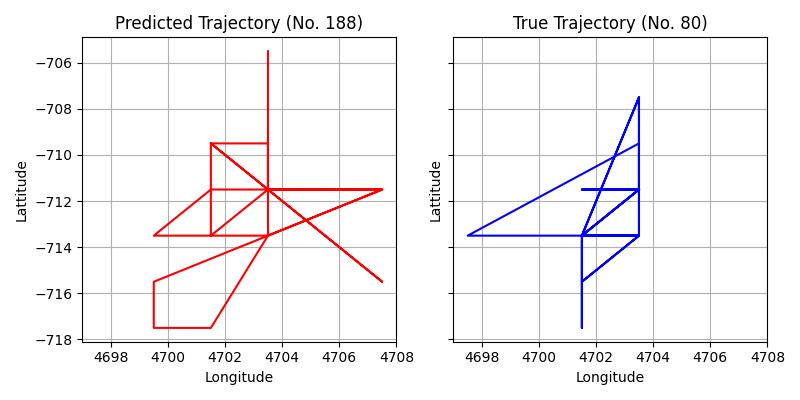 Predicted Trajectory (No. 188)
True Trajectory (No. 80)
Lattitude
−706
−708
−710
−712
−714
−716
−718
4698 4700 4702 4704 4706 4708
Longitude
Lattitude
4698 4700 4702 4704 4706 4708
Longitude